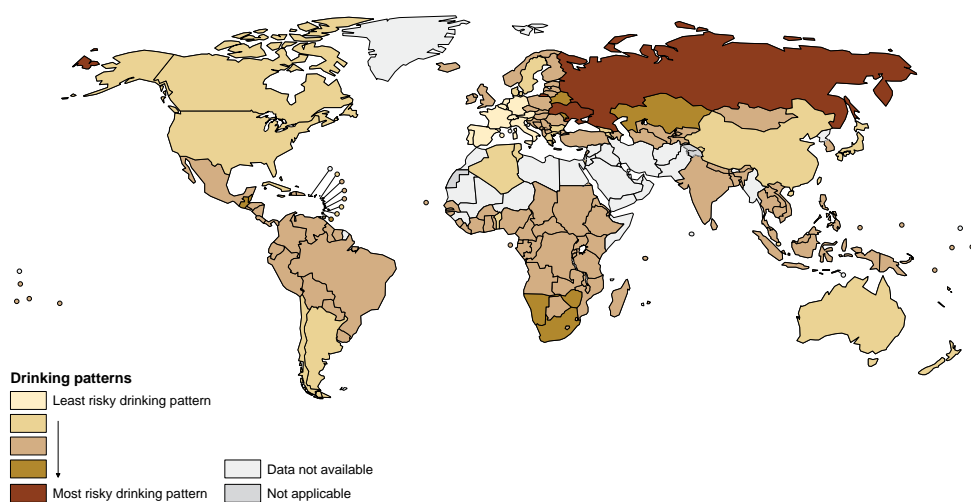 Drinking patterns
Least risky drinking pattern
Most risky drinking pattern
Data not available
Not applicable